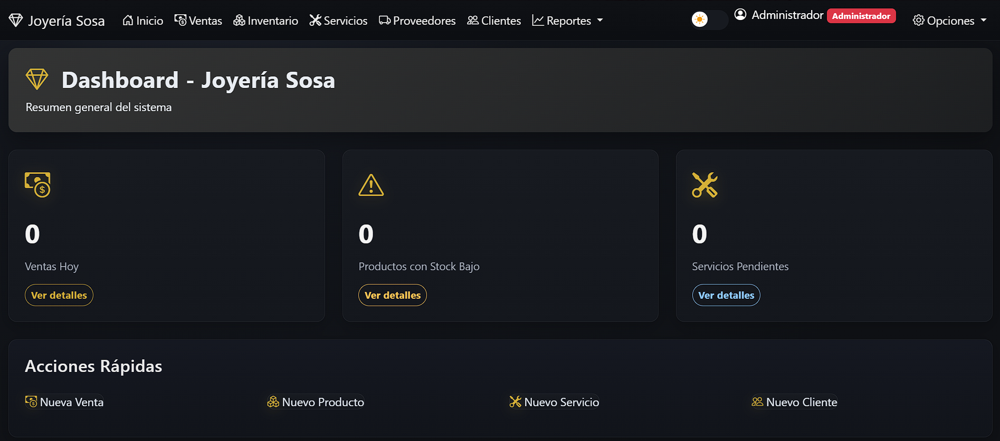 Joyería Sosa Inicio Ventas Inventario Servicios Proveedores Clientes Reportes Administrador Administrador Opciones
Dashboard - Joyería Sosa
Resumen general del sistema
0
Ventas Hoy
Ver detalles
0
Productos con Stock Bajo
Ver detalles
0
Servicios Pendientes
Ver detalles
Acciones Rápidas
Nueva Venta Nuevo Producto Nuevo Servicio Nuevo Cliente